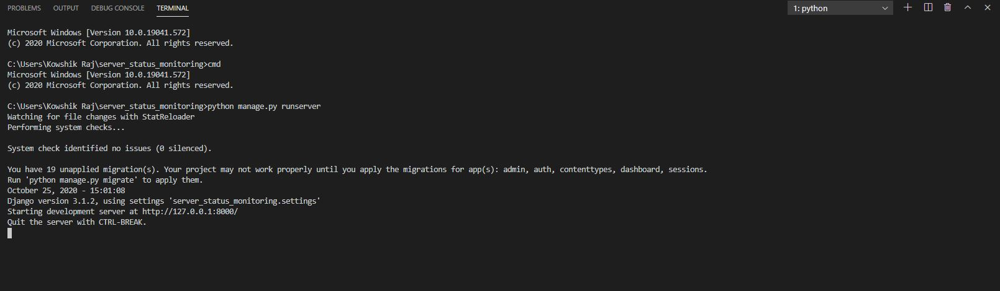 PROBLEMS OUTPUT DEBUG CONSOLE TERMINAL 1: python
Microsoft Windows [Version 10.0.19041.572]
(c) 2020 Microsoft Corporation. All rights reserved.
C:\Users\Kowshik Raj\server_status_monitoring>cmd
Microsoft Windows [Version 10.0.19041.572]
(c) 2020 Microsoft Corporation. All rights reserved.
C:\Users\Kowshik Raj\server_status_monitoring>python manage.py runserver
Watching for file changes with StatReloader
Performing system checks...
System check identified no issues (0 silenced).
You have 19 unapplied migration(s). Your project may not work properly until you apply the migrations for app(s): admin, auth, contenttypes, dashboard, sessions.
Run 'python manage.py migrate' to apply them.
October 25, 2020 - 15:01:08
Django version 3.1.2, using settings 'server_status_monitoring.settings'
Starting development server at http://127.0.0.1:8000/
Quit the server with CTRL-BREAK.